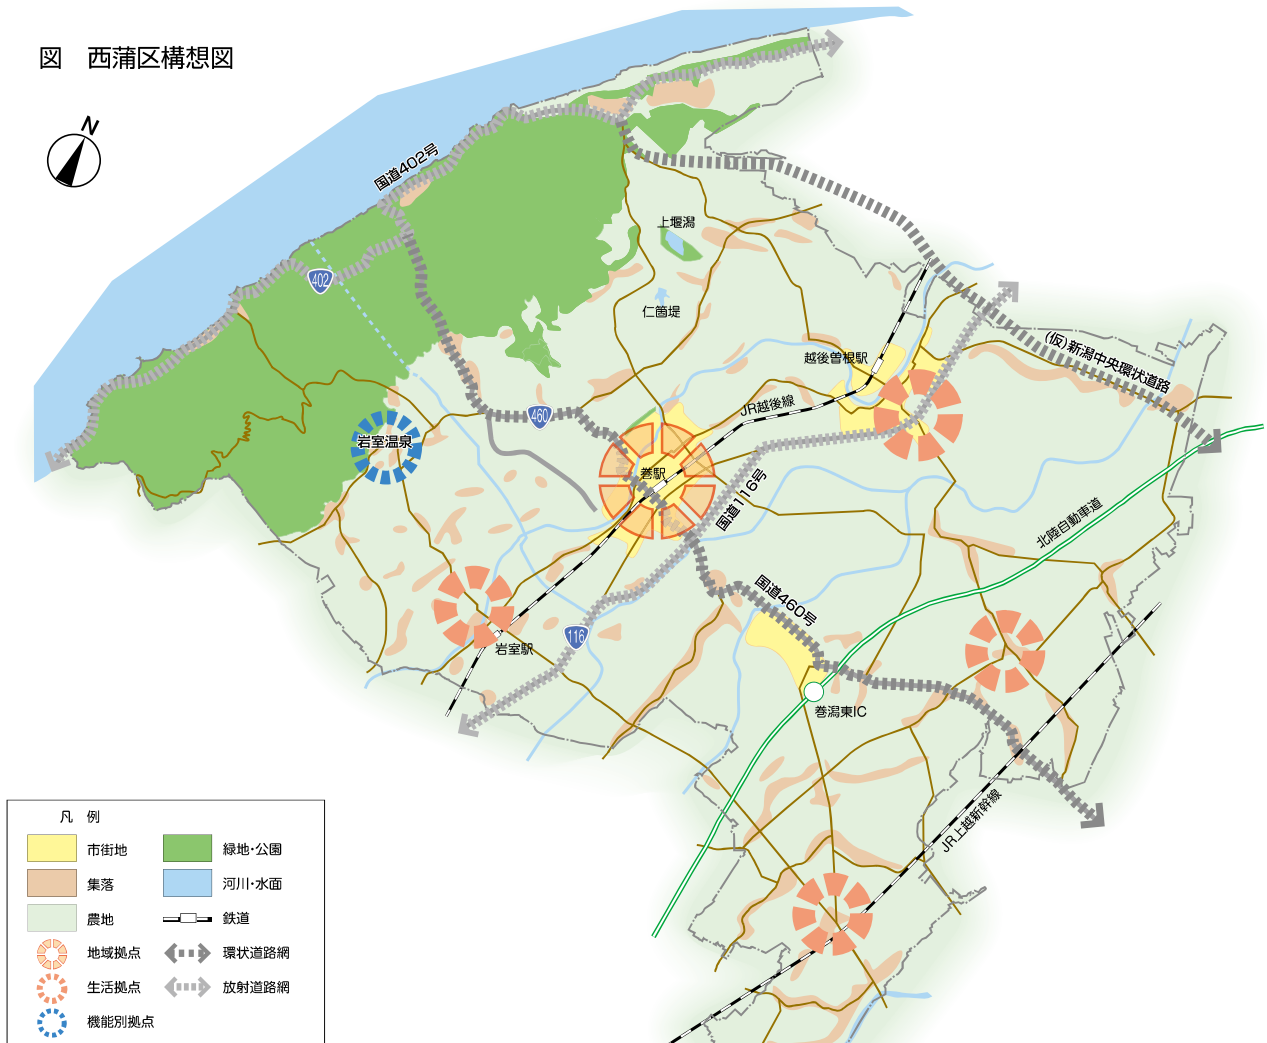 図 西蒲区構想図
N
国道402号
402
上堰潟
仁箇堤
越後曽根駅
(仮)新潟中央環状道路
JR越後線
460
岩室温泉
巻駅
国道116号
北陸自動車道
国道460号
116
岩室駅
巻潟東IC
JR上越新幹線
凡 例
市街地
緑地・公園
集落
河川・水面
農地
鉄道
地域拠点
環状道路網
生活拠点
放射道路網
機能別拠点